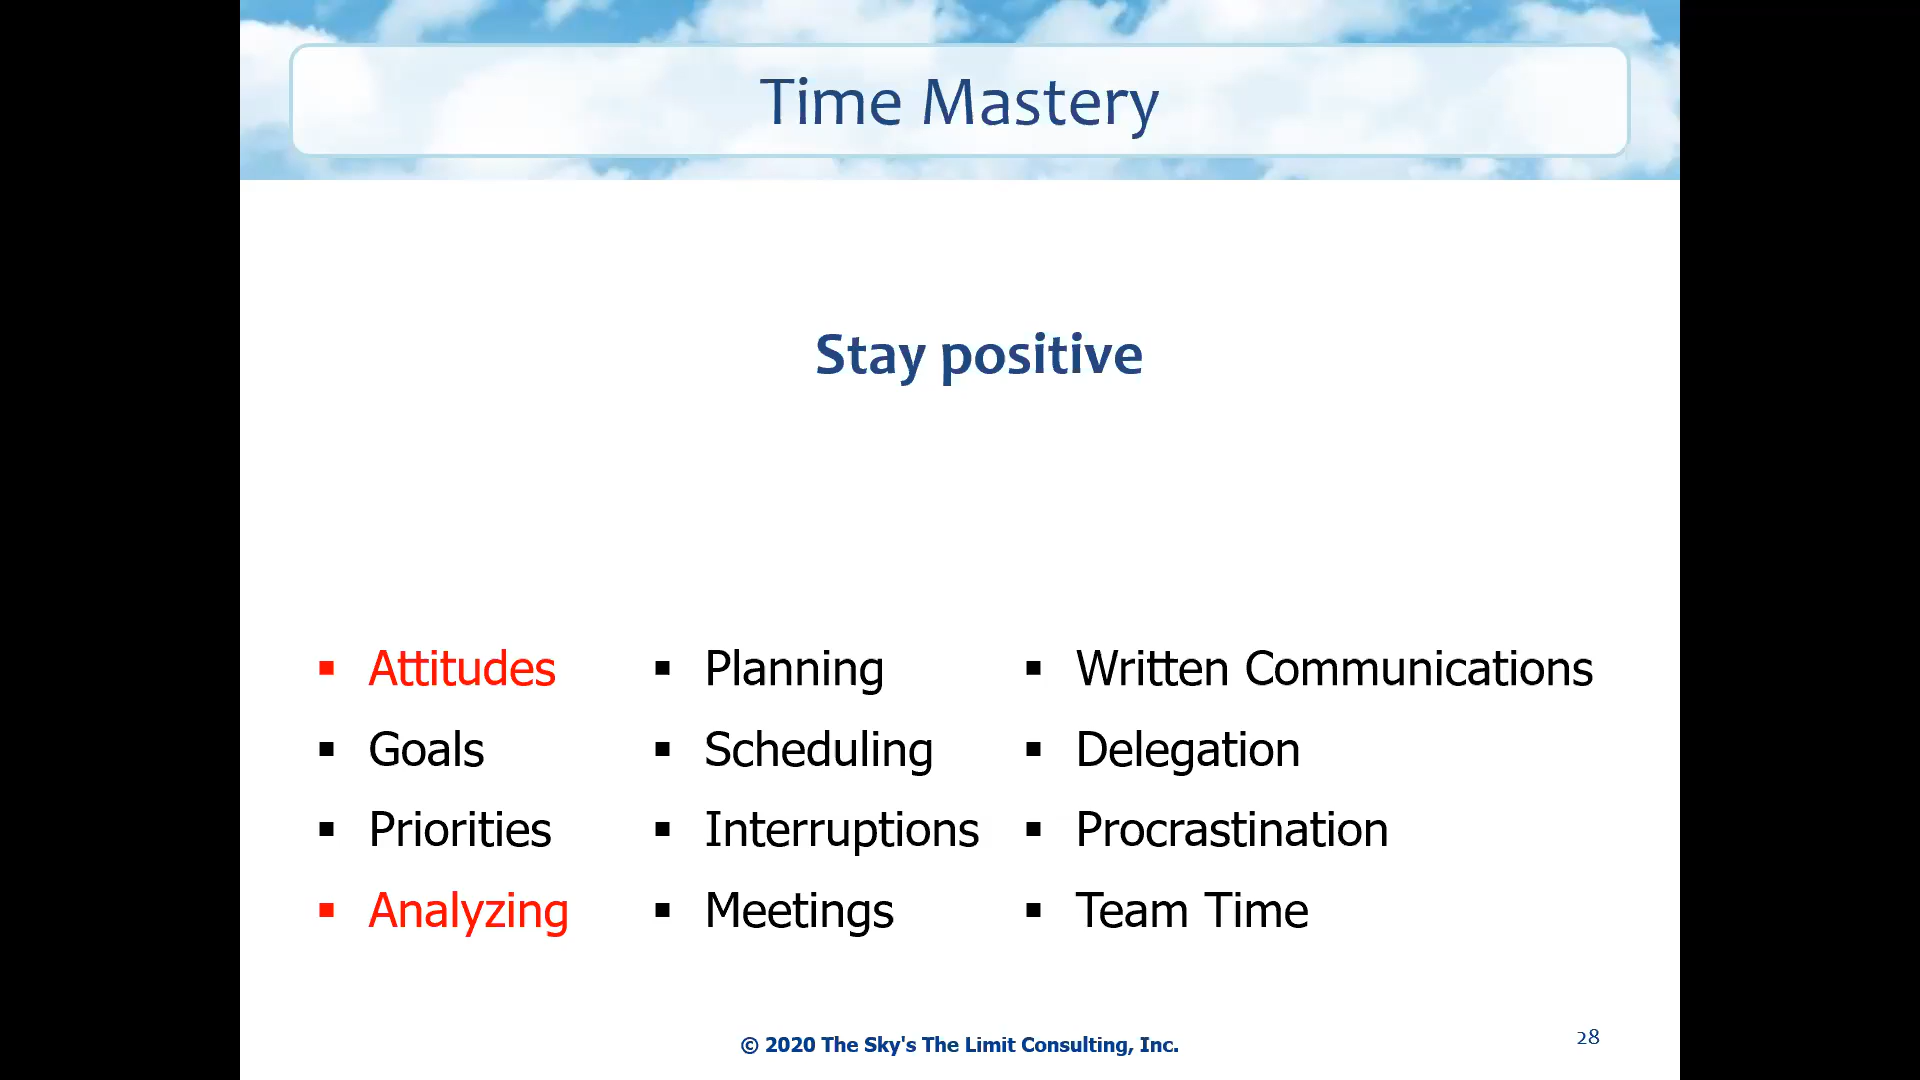 Time Mastery
Stay positive
▪ Attitudes
▪ Goals
▪ Priorities
▪ Analyzing
▪ Planning
▪ Scheduling
▪ Interruptions
▪ Meetings
▪ Written Communications
▪ Delegation
▪ Procrastination
▪ Team Time
© 2020 The Sky's The Limit Consulting, Inc.
28